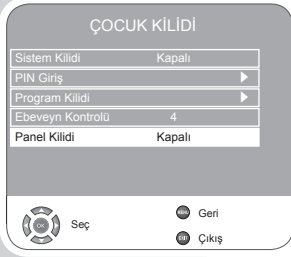 ÇOCUK KİLİDİ
Sistem Kilidi Kapalı
PIN Giriş
Program Kilidi
Ebeveyn Kontrolü 4
Panel Kilidi Kapalı
OK Seç
MENU Geri
EXIT Çıkış